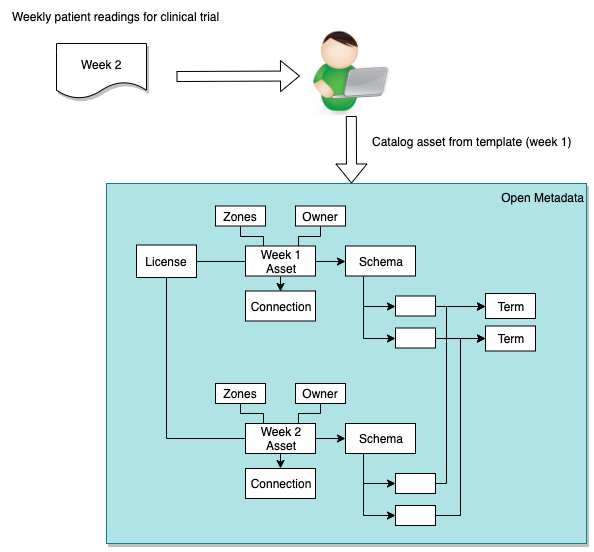 Weekly patient readings for clinical trial
Week 2
Catalog asset from template (week 1)
Open Metadata
Zones
Owner
License
Week 1
Asset
Schema
Connection
Term
Term
Zones
Owner
Week 2
Asset
Schema
Connection